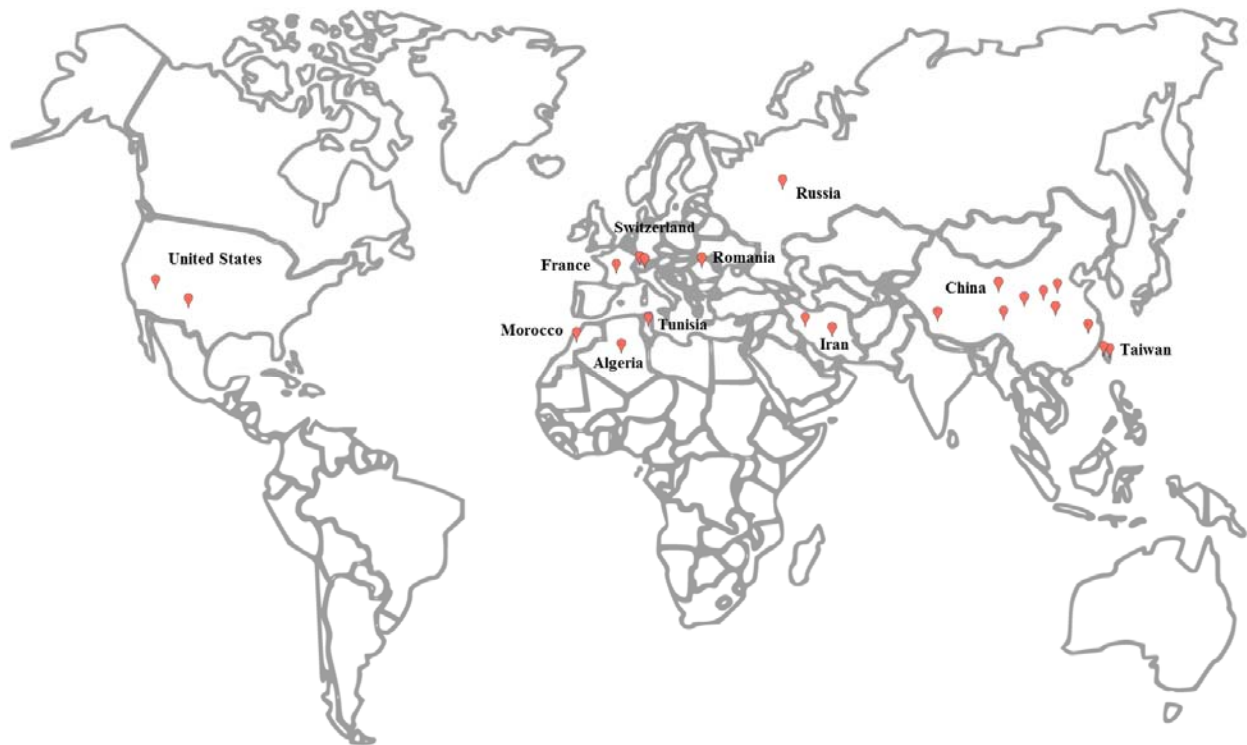 Russia
Switzerland
United States
France
Romania
China
Morocco
Tunisia
Iran
Taiwan
Algeria